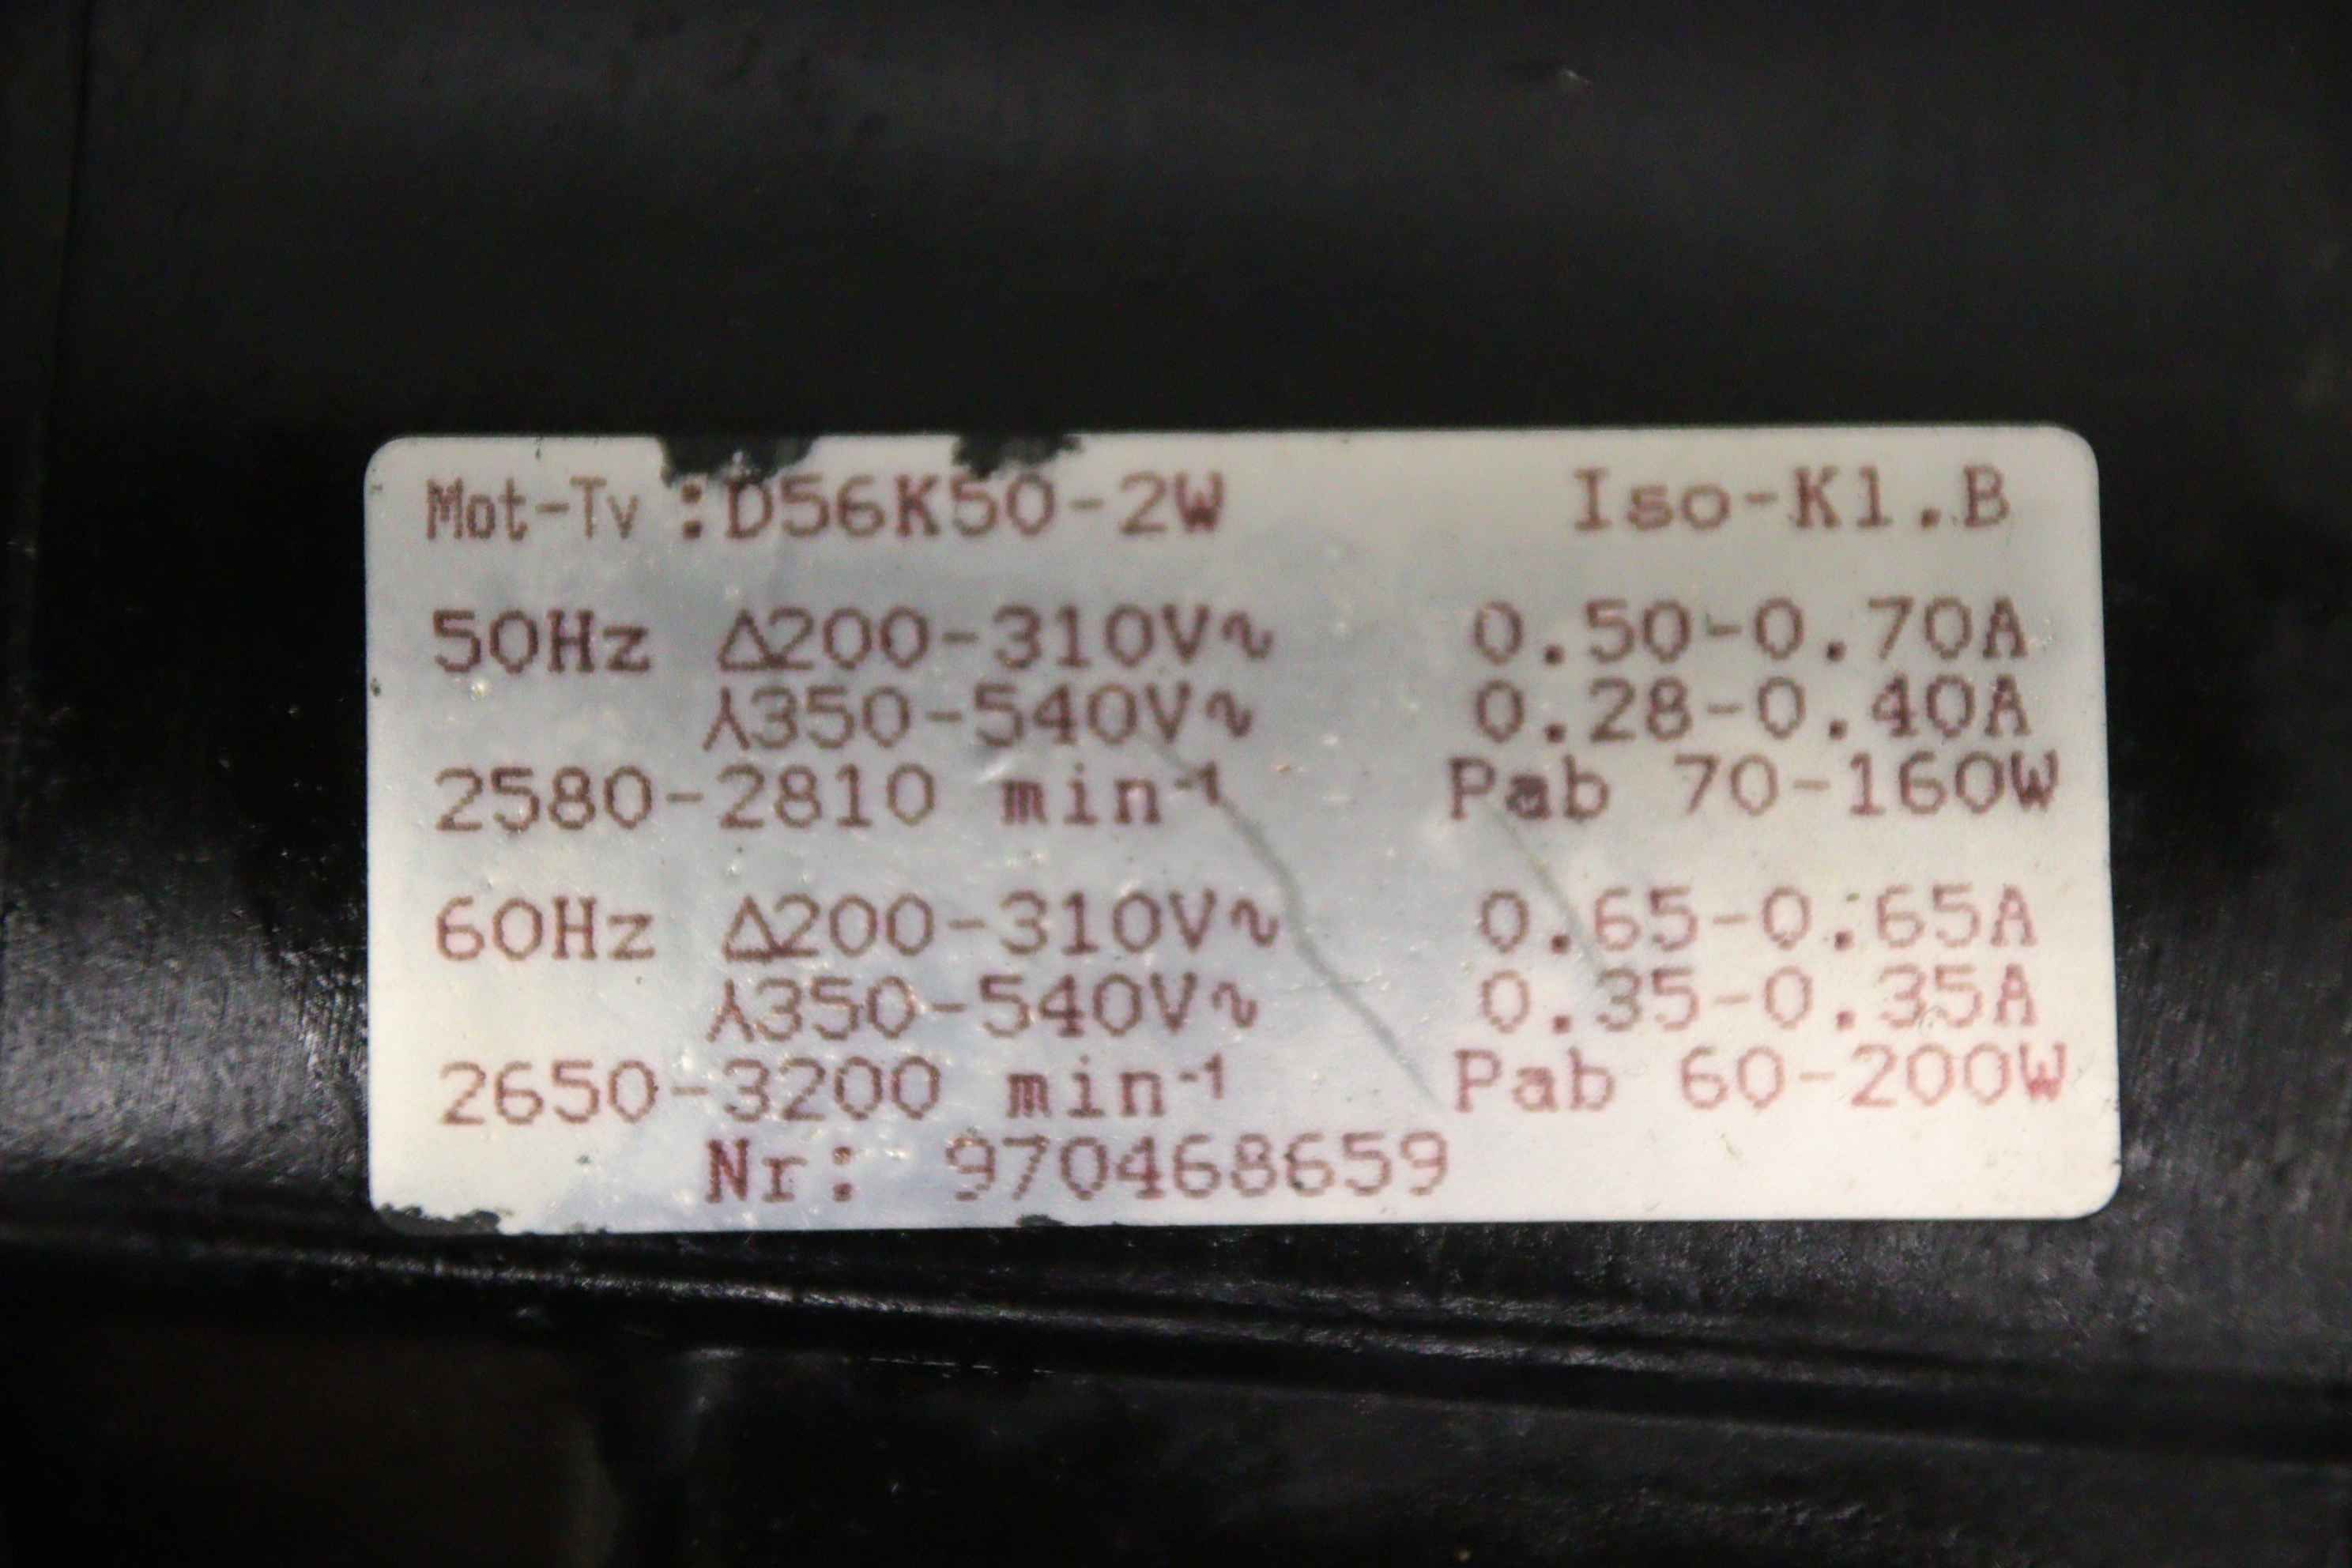 Mot-Tv :D56K50-2W Iso-Kl.B
50Hz Δ200-310V~ 0.50-0.70A
⅄350-540V~ 0.28-0.40A
2580-2810 min⁻¹ Pab 70-160W
60Hz Δ200-310V~ 0.65-0.65A
⅄350-540V~ 0.35-0.35A
2650-3200 min⁻¹ Pab 60-200W
Nr: 970468659